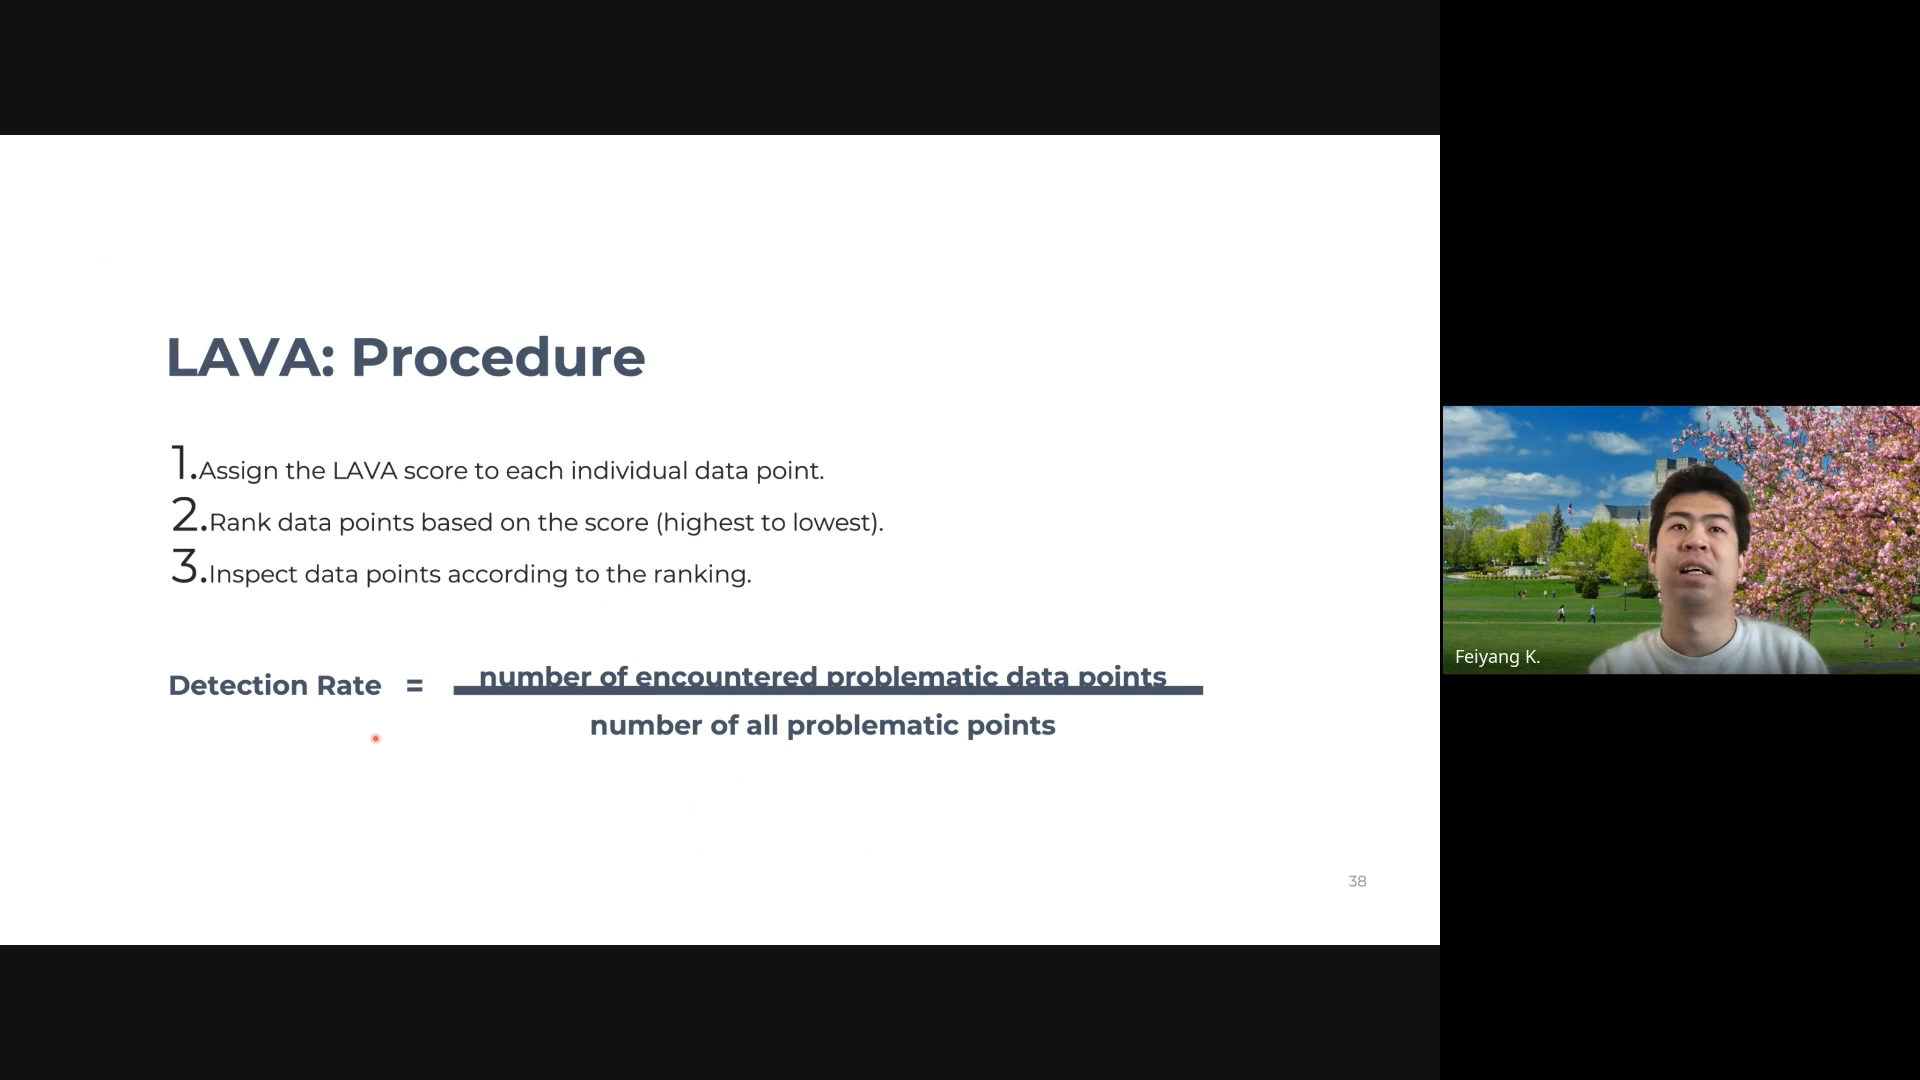 LAVA: Procedure
1.Assign the LAVA score to each individual data point.
2.Rank data points based on the score (highest to lowest).
3.Inspect data points according to the ranking.
Detection Rate = number of encountered problematic data points
number of all problematic points
38
Feiyang K.